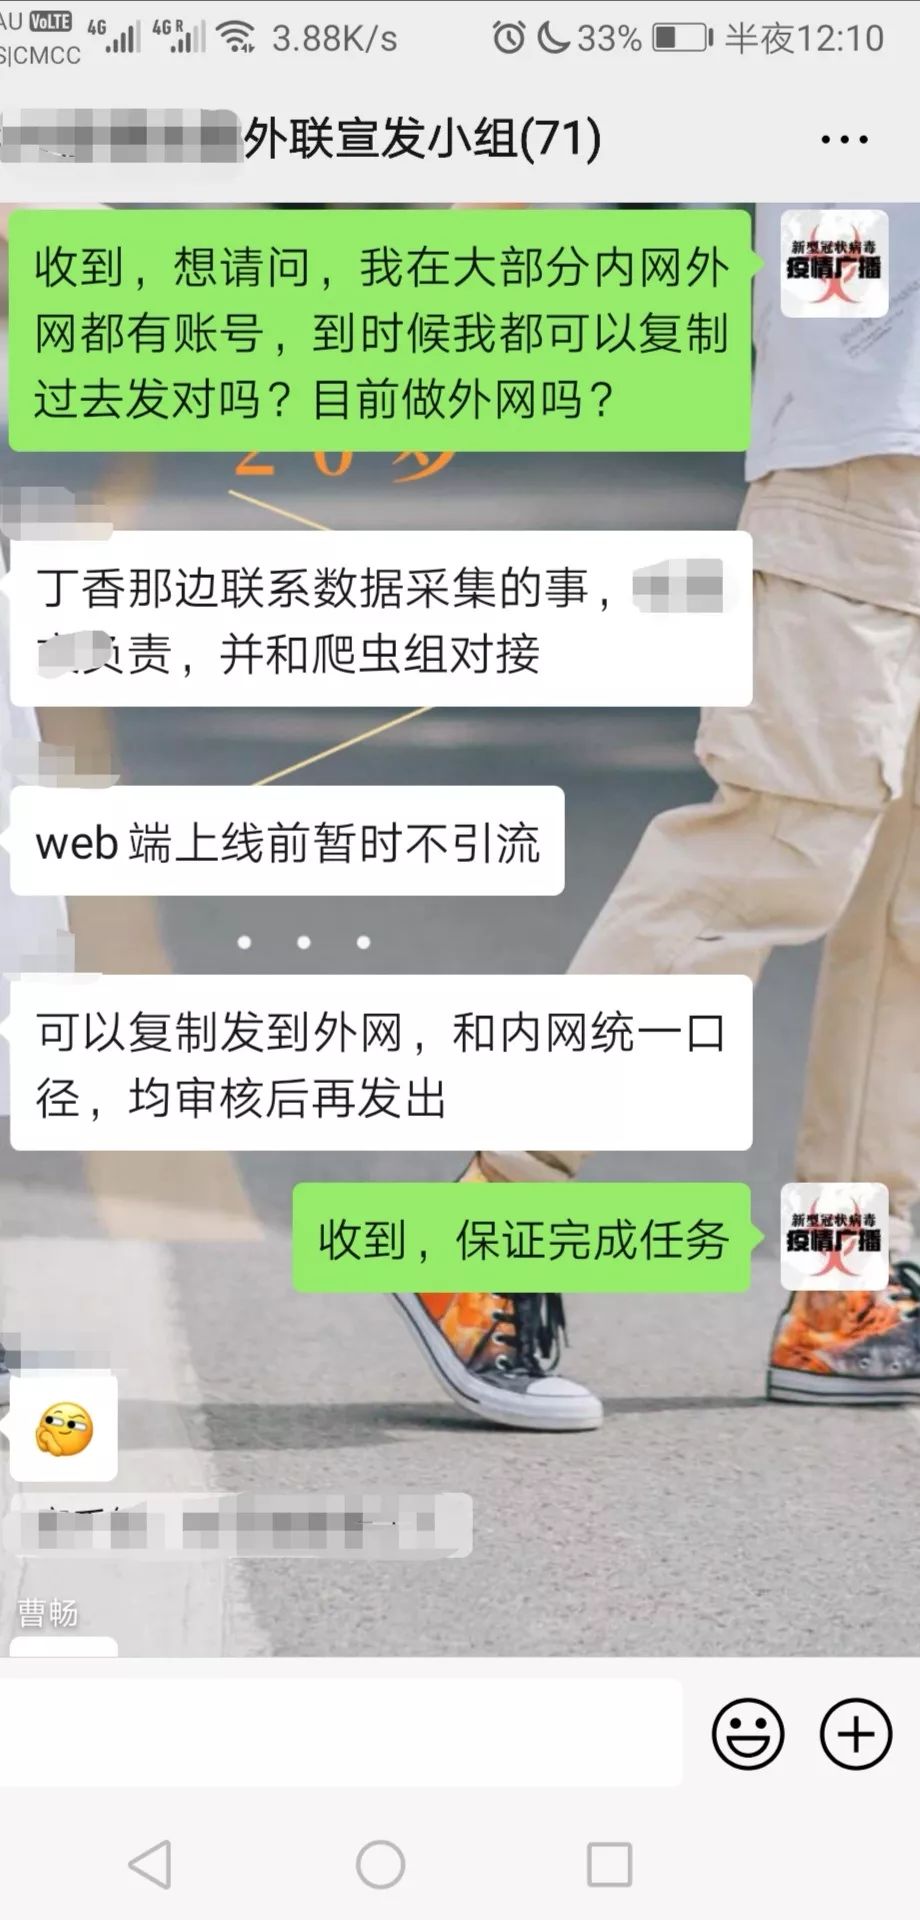 VoLTE 4G 4G R 3.88K/s 33% 半夜12:10
CMCC
外联宣发小组(71)
收到，想请问，我在大部分内网外
网都有账号，到时候我都可以复制
过去发对吗？目前做外网吗？
新型冠状病毒
疫情广播
丁香那边联系数据采集的事，
负责，并和爬虫组对接
web端上线前暂时不引流
可以复制发到外网，和内网统一口
径，均审核后再发出
收到，保证完成任务
新型冠状病毒
疫情广播
曹畅